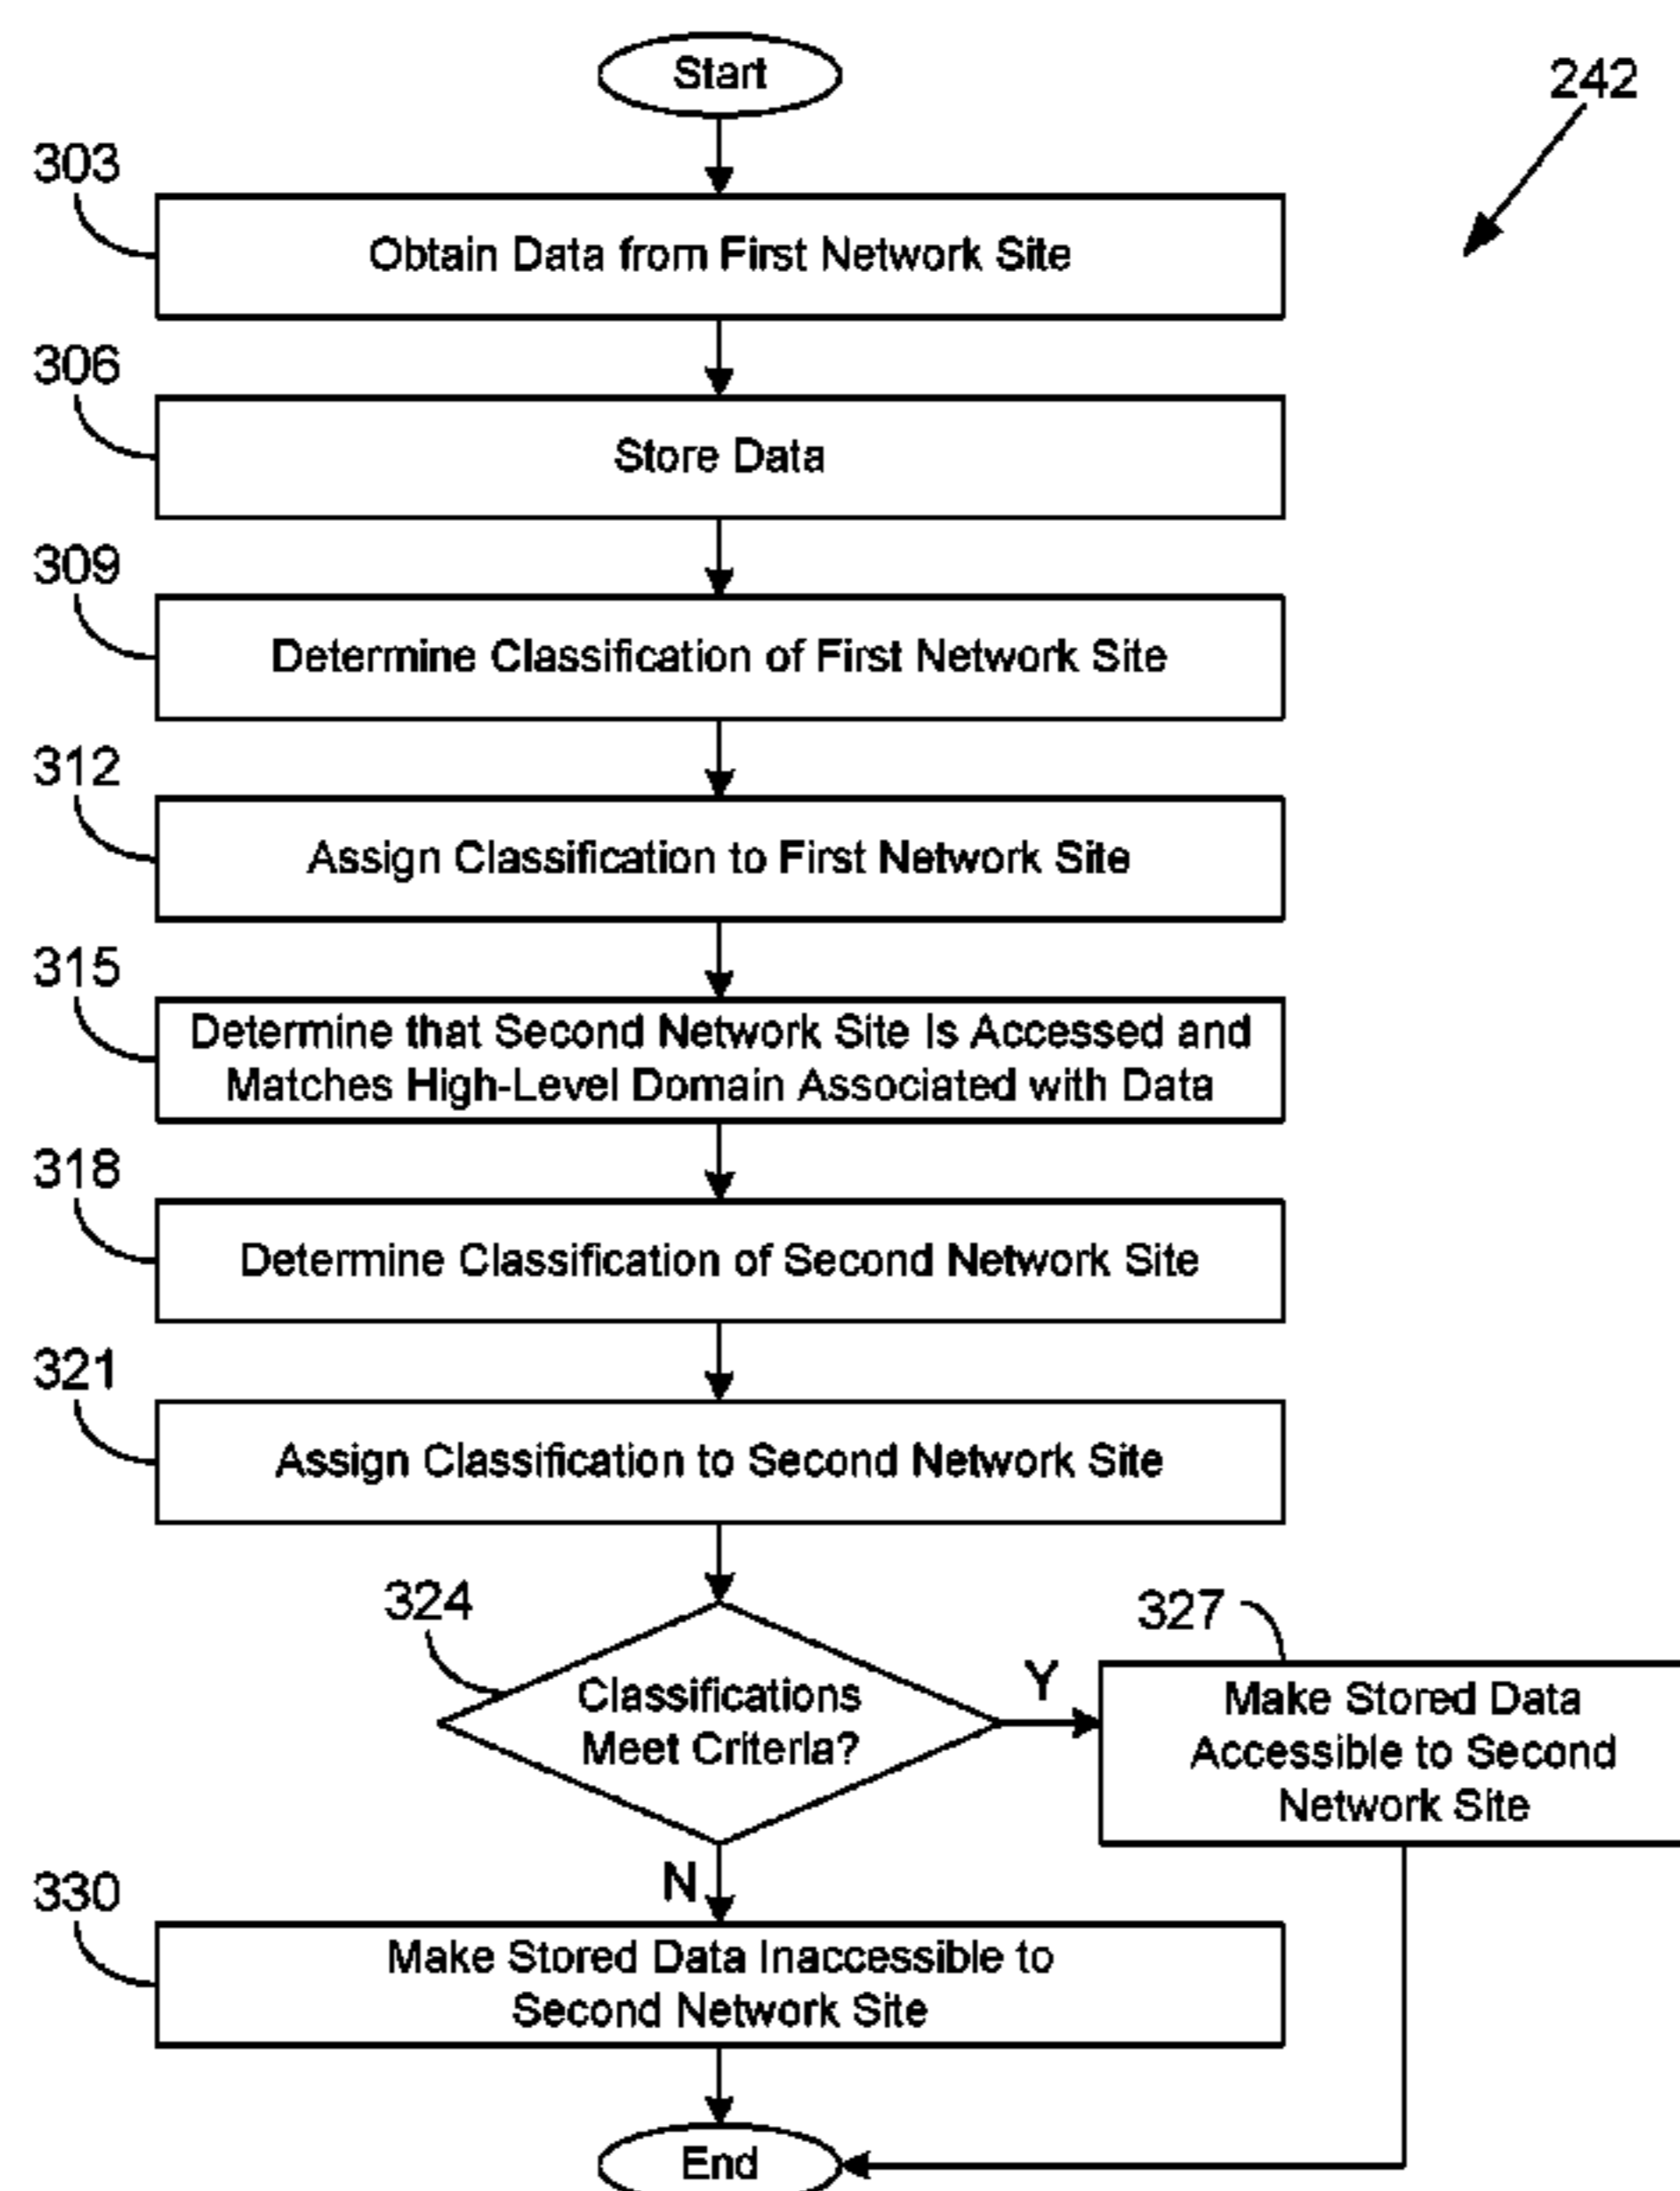 Start
242
303
Obtain Data from First Network Site
306
Store Data
309
Determine Classification of First Network Site
312
Assign Classification to First Network Site
315
Determine that Second Network Site Is Accessed and
Matches High-Level Domain Associated with Data
318
Determine Classification of Second Network Site
321
Assign Classification to Second Network Site
324
Classifications
Meet Criteria?
Y
327
Make Stored Data
Accessible to Second
Network Site
N
330
Make Stored Data Inaccessible to
Second Network Site
End